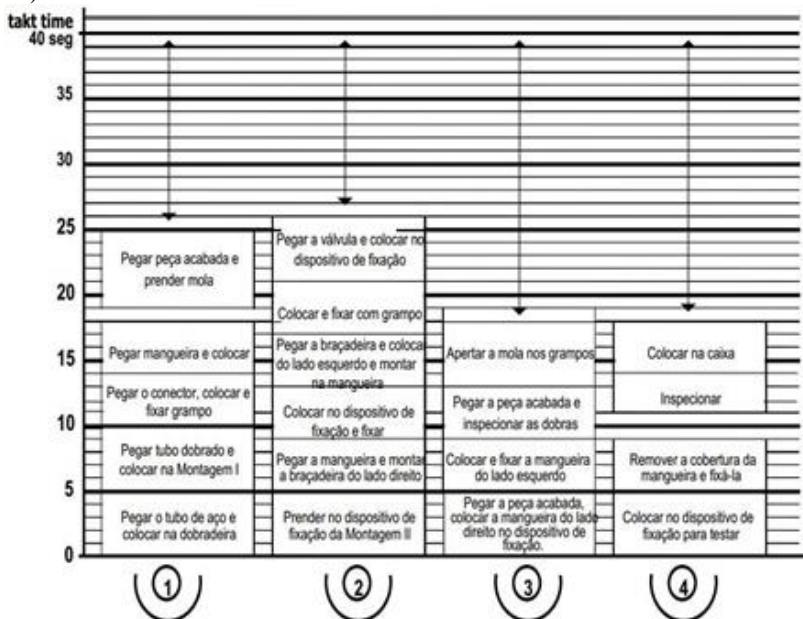 takt time
40 seg
35
30
25
20
15
10
5
0
Pegar peça acabada e
prender mola
Pegar mangueira e colocar
Pegar o conector, colocar e
fixar grampo
Pegar tubo dobrado e
colocar na Montagem I
Pegar o tubo de aço e
colocar na dobradeira
Pegar a válvula e colocar no
dispositivo de fixação
Colocar e fixar com grampo
Pegar a braçadeira e coloca
do lado esquerdo e montar
na mangueira
Colocar no dispositivo de
fixação e fixar
Pegar a mangueira e montar
a braçadeira do lado direito
Prender no dispositivo de
fixação da Montagem II
Apertar a mola nos grampos
Pegar a peça acabada e
inspecionar as dobras
Colocar e fixar a mangueira
do lado esquerdo
Pegar a peça acabada,
colocar a mangueira do lado
direito no dispositivo de
fixação.
Colocar na caixa
Inspecionar
Remover a cobertura da
mangueira e fixá-la
Colocar no dispositivo de
fixação para testar
1
2
3
4